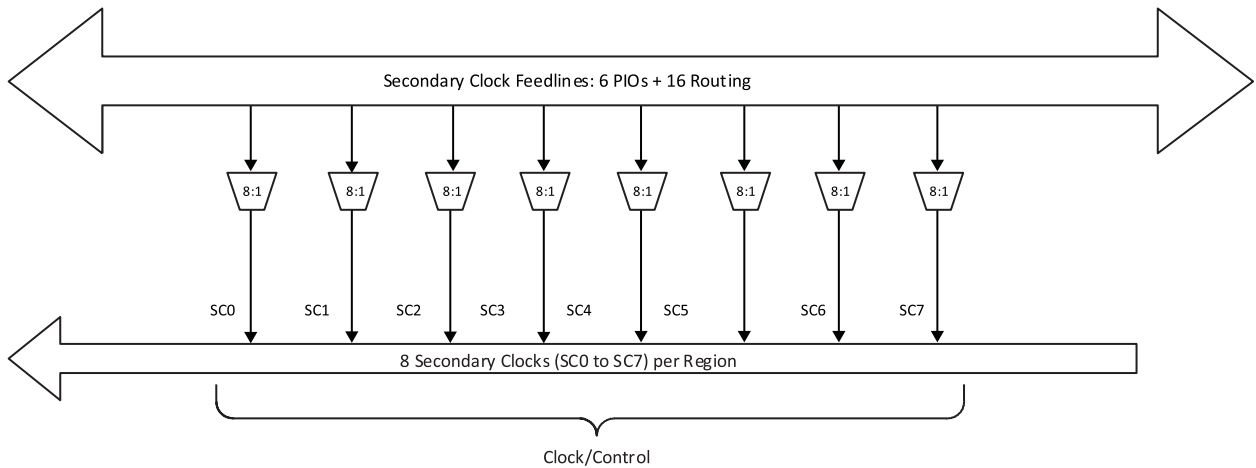 Secondary Clock Feedlines: 6 PIOs + 16 Routing
8:1 8:1 8:1 8:1 8:1 8:1 8:1 8:1
SC0 SC1 SC2 SC3 SC4 SC5 SC6 SC7
8 Secondary Clocks (SC0 to SC7) per Region
Clock/Control